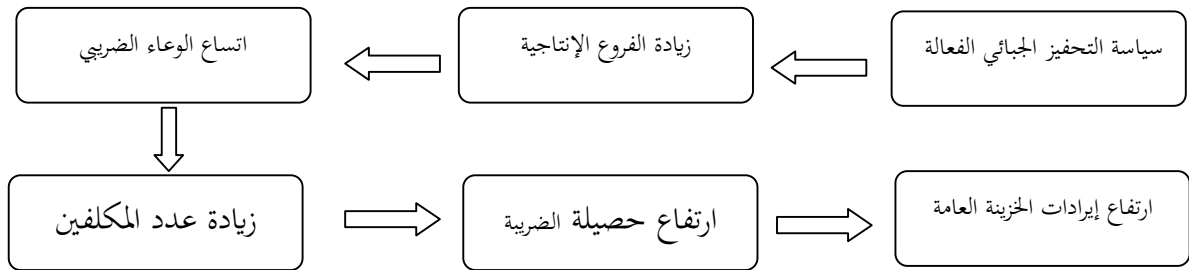 سياسة التحفيز الجبائي الفعالة
زيادة الفروع الإنتاجية
اتساع الوعاء الضريبي
زيادة عدد المكلفين
ارتفاع حصيلة الضريبة
ارتفاع إيرادات الخزينة العامة